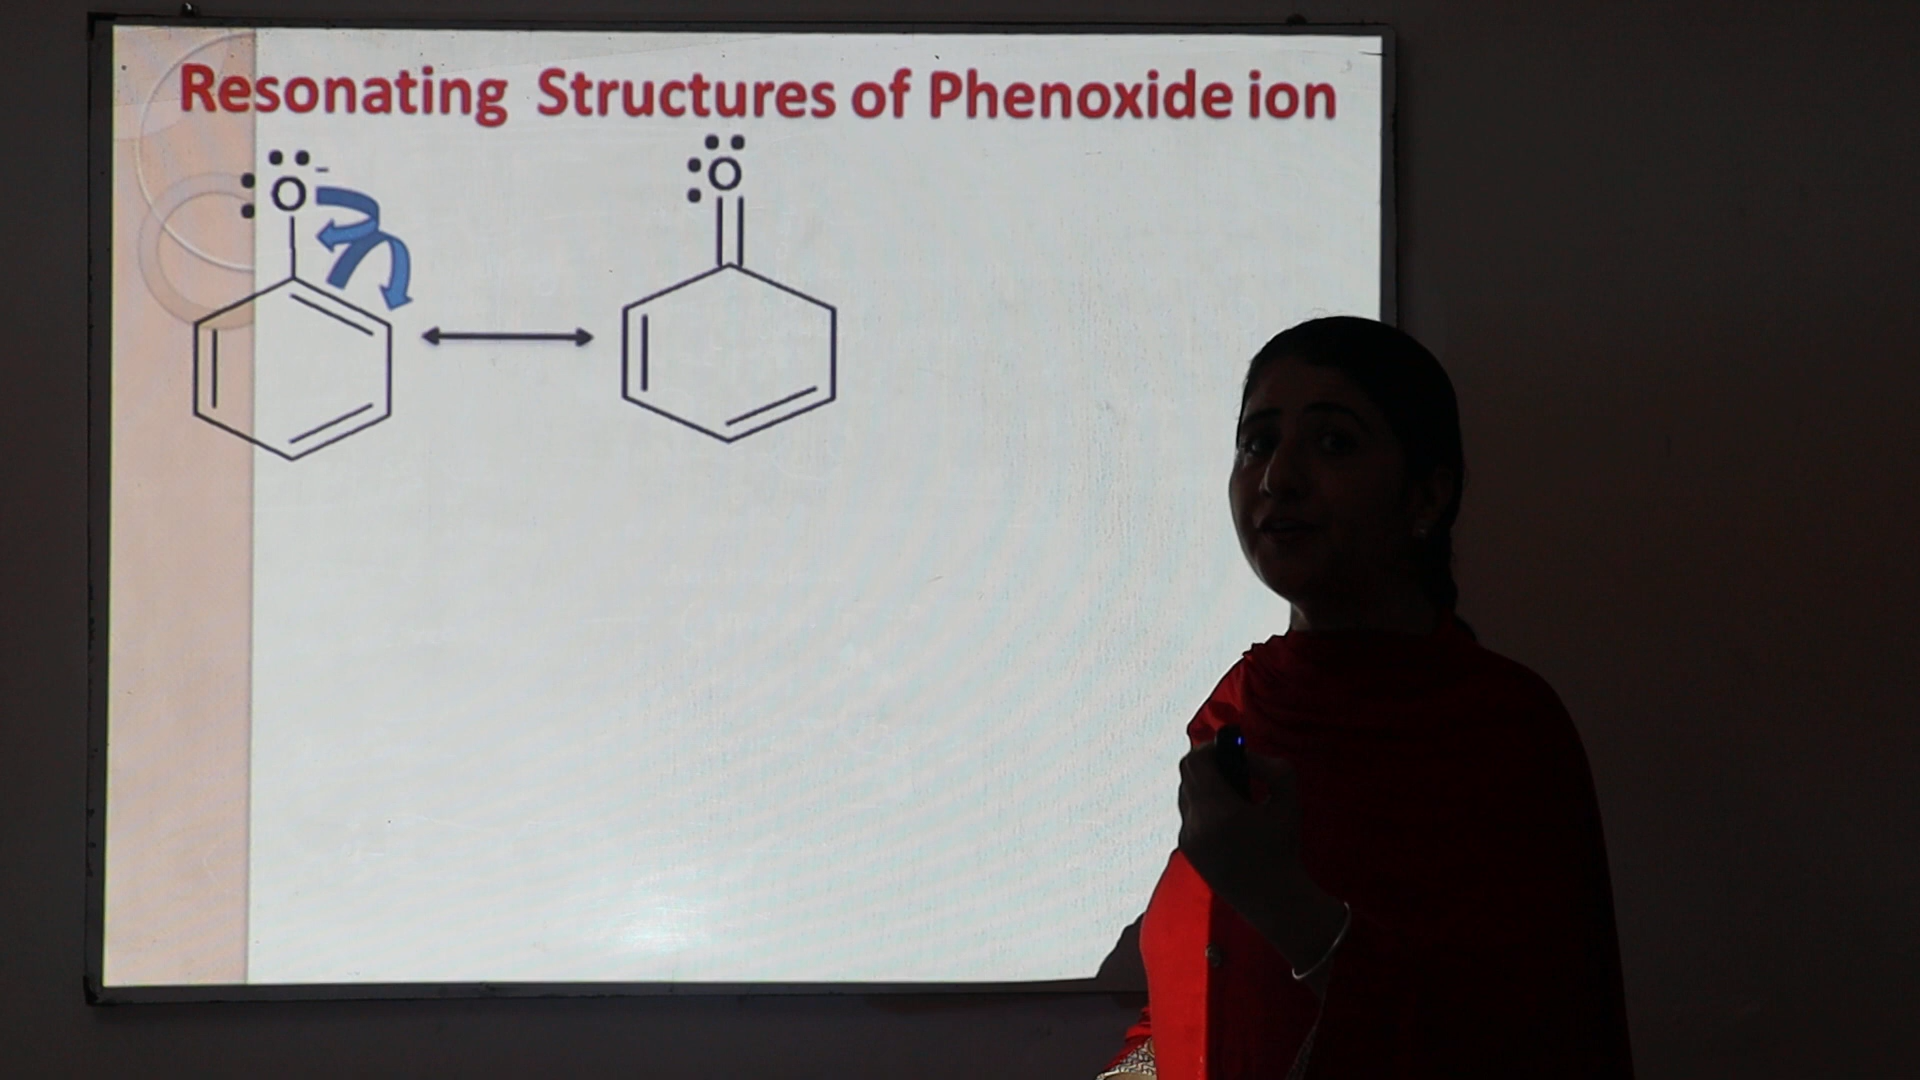 Resonating Structures of Phenoxide ion
O -
O